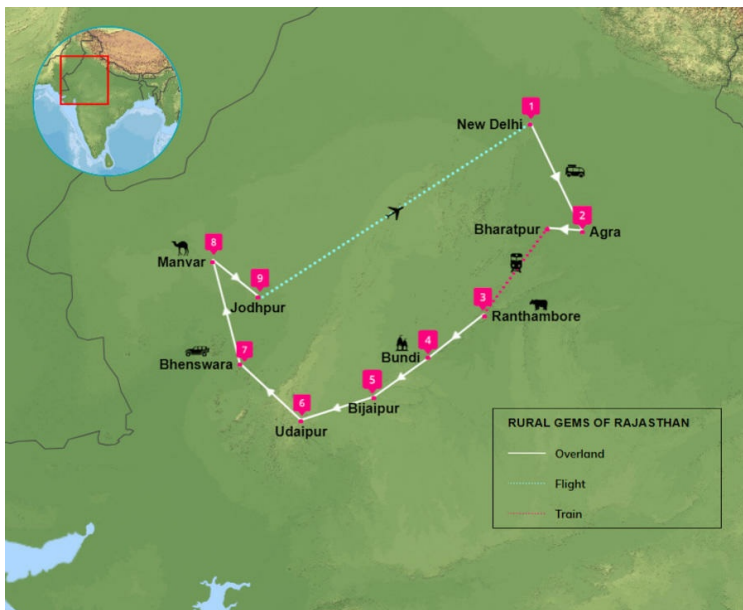 1
New Delhi
2
Bharatpur
Agra
8
Manvar
9
Jodhpur
3
Ranthambore
4
Bundi
7
Bhenswara
5
Bijaipur
6
Udaipur
RURAL GEMS OF RAJASTHAN
Overland
Flight
Train